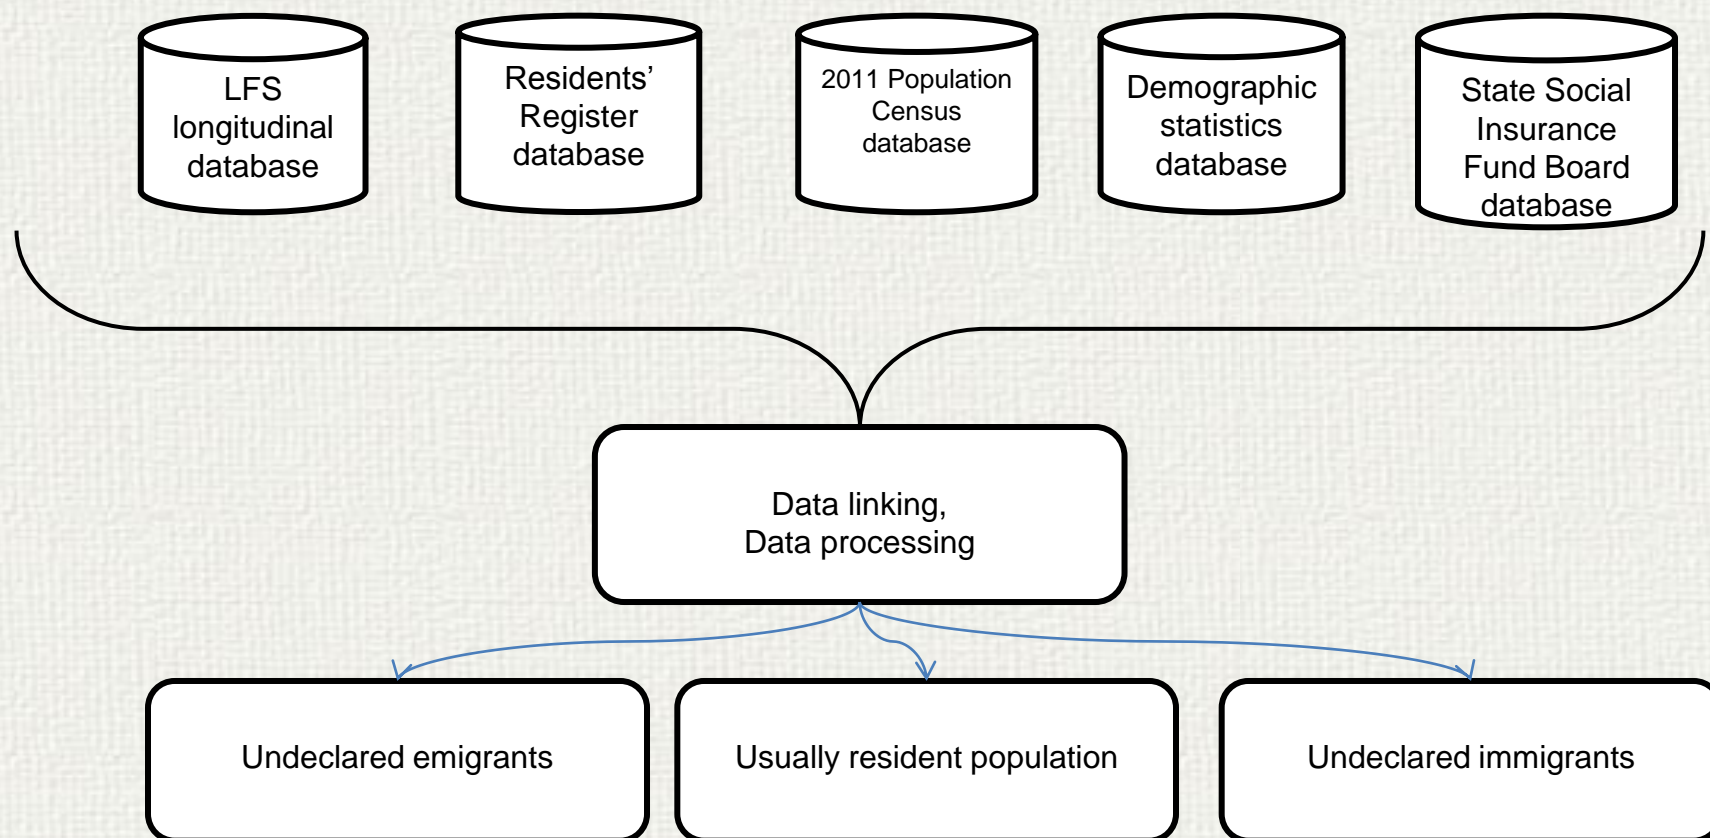 LFS
longitudinal
database
Residents’
Register
database
2011 Population
Census
database
Demographic
statistics
database
State Social
Insurance
Fund Board
database
Data linking,
Data processing
Undeclared emigrants
Usually resident population
Undeclared immigrants